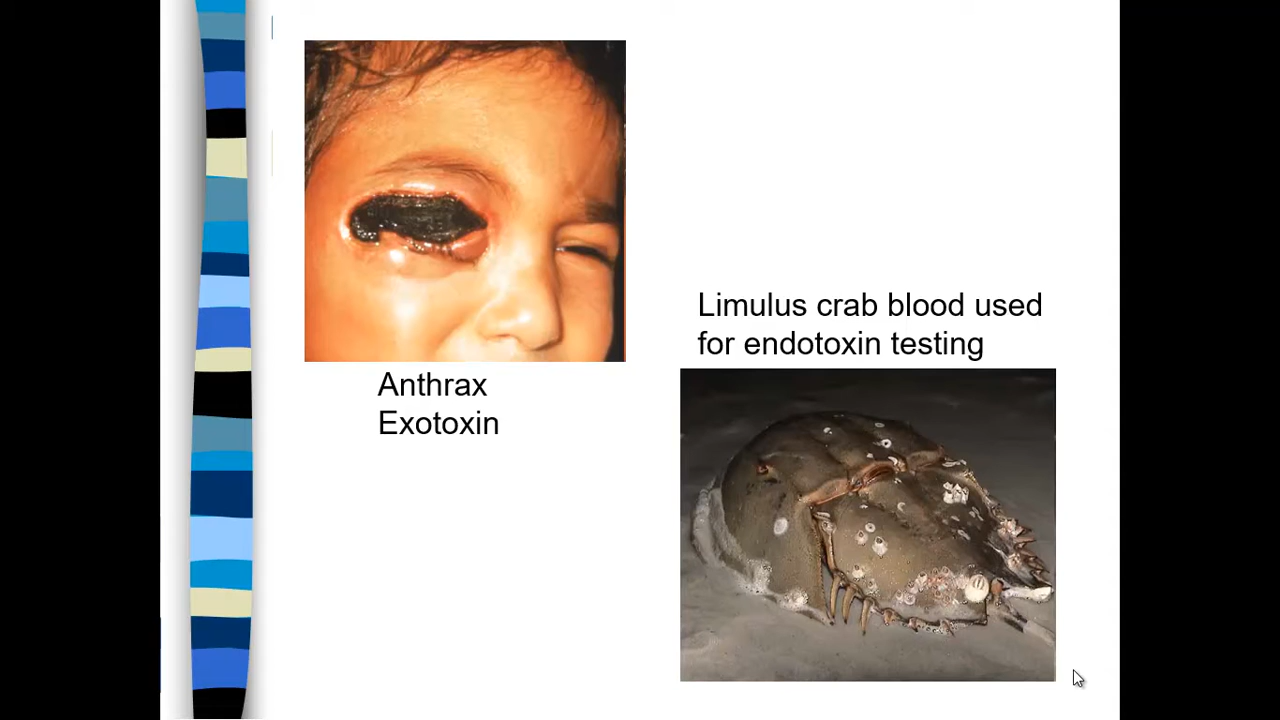 Anthrax
Exotoxin
Limulus crab blood used
for endotoxin testing